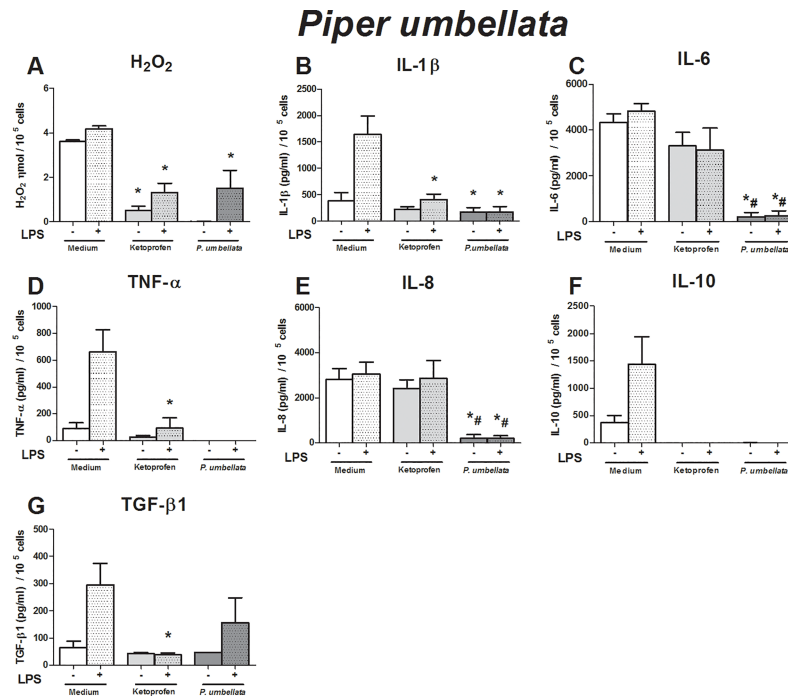 Piper umbellata
A
H2O2
H2O2 ηmol / 10 5 cells
6
4
2
0
* * *
LPS - + - + - +
Medium Ketoprofen P. umbellata
B
IL-1β
IL-1β (pg/ml) / 10 5 cells
2000
1500
1000
500
0
* * *
- + - + - +
Medium Ketoprofen P. umbellata
C
IL-6
IL-6 (pg/ml) / 10 5 cells
6000
4000
2000
0
*# *#
- + - + - +
Medium Ketoprofen P. umbellata
D
TNF-α
TNF-α (pg/ml) / 10 5 cells
1000
800
600
400
200
0
*
LPS - + - + - +
Medium Ketoprofen P. umbellata
E
IL-8
IL-8 (pg/ml) / 10 5 cells
6000
4000
2000
0
*# *#
LPS - + - + - +
Medium Ketoprofen P. umbellata
F
IL-10
IL-10 (pg/ml) / 10 5 cells
2500
2000
1500
1000
500
0
LPS - + - + - +
Medium Ketoprofen P. umbellata
G
TGF-β1
TGF-β1 (pg/ml) / 10 5 cells
500
400
300
200
100
0
*
LPS - + - + - +
Medium Ketoprofen P. umbellata